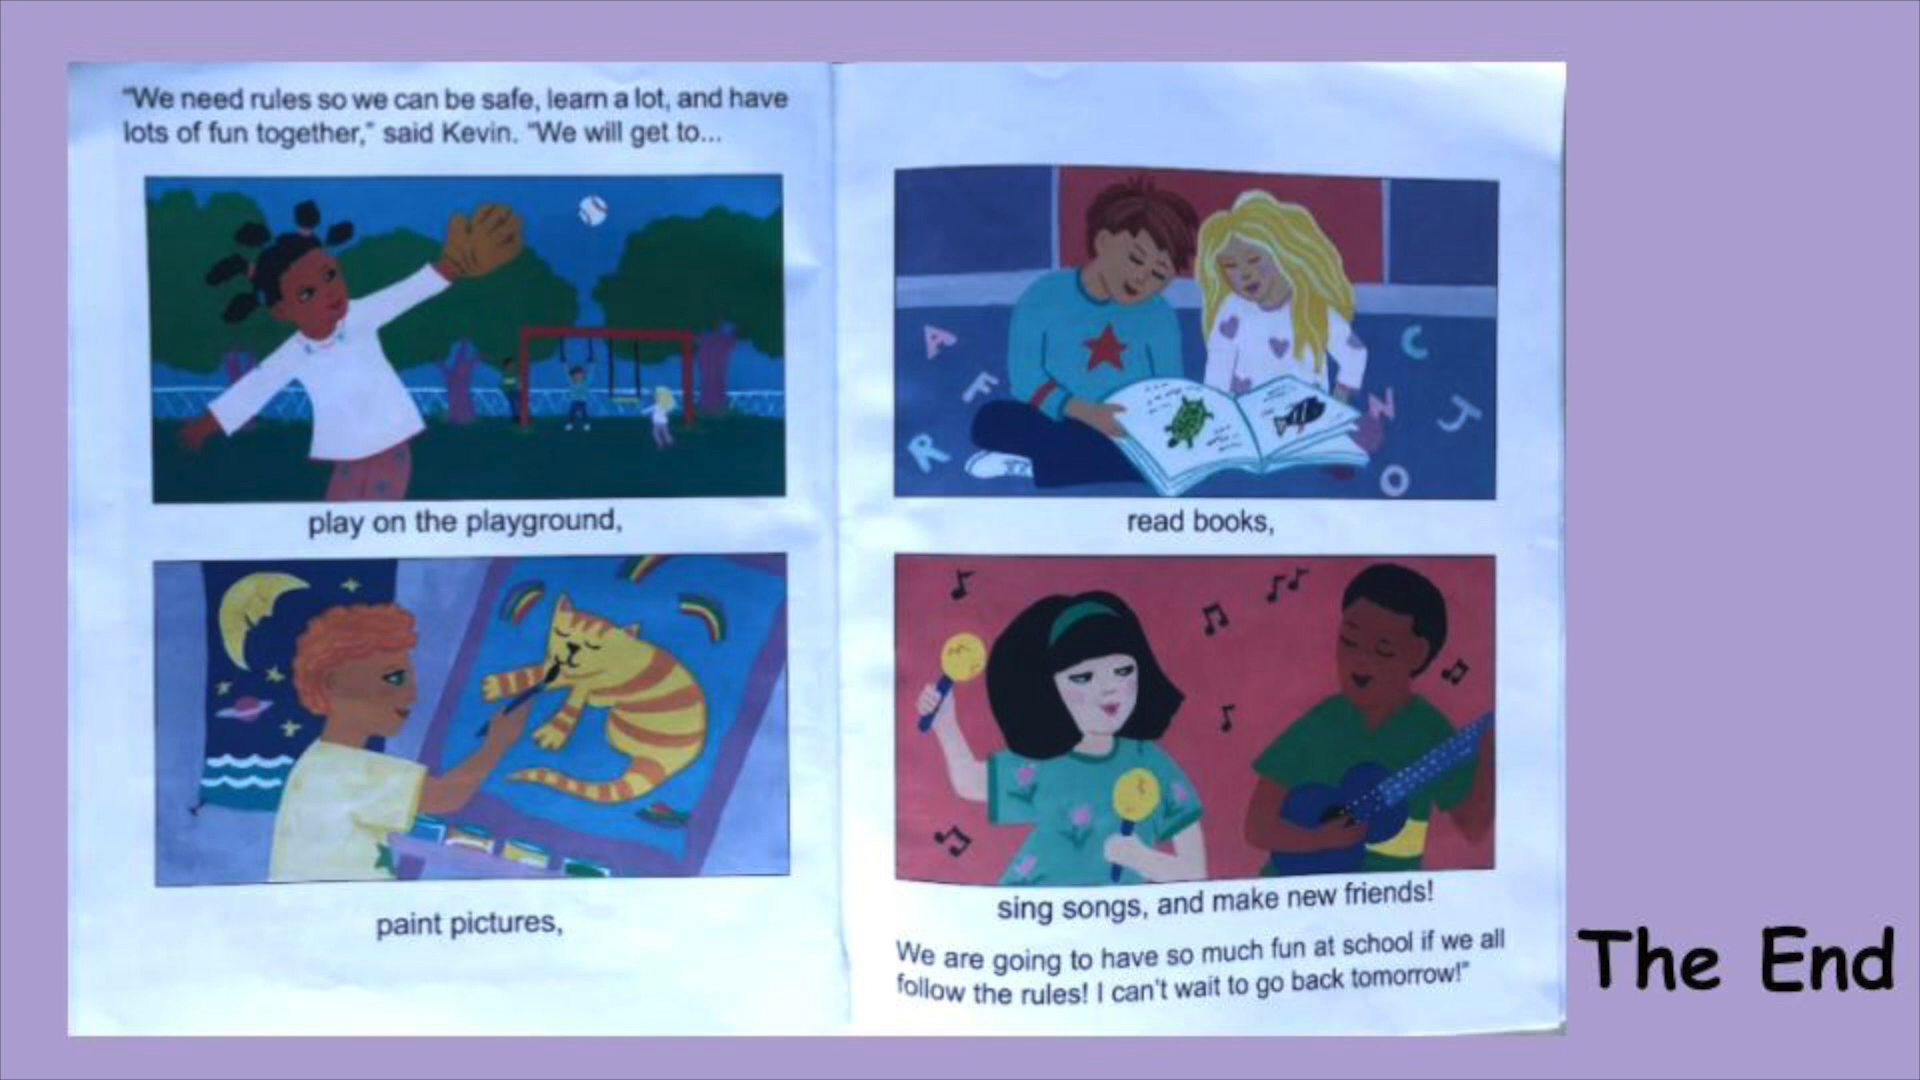 "We need rules so we can be safe, learn a lot, and have
lots of fun together," said Kevin. "We will get to...
play on the playground,
paint pictures,
A
F
R
C
N
J
O
read books,
sing songs, and make new friends!
We are going to have so much fun at school if we all
follow the rules! I can't wait to go back tomorrow!"
The End